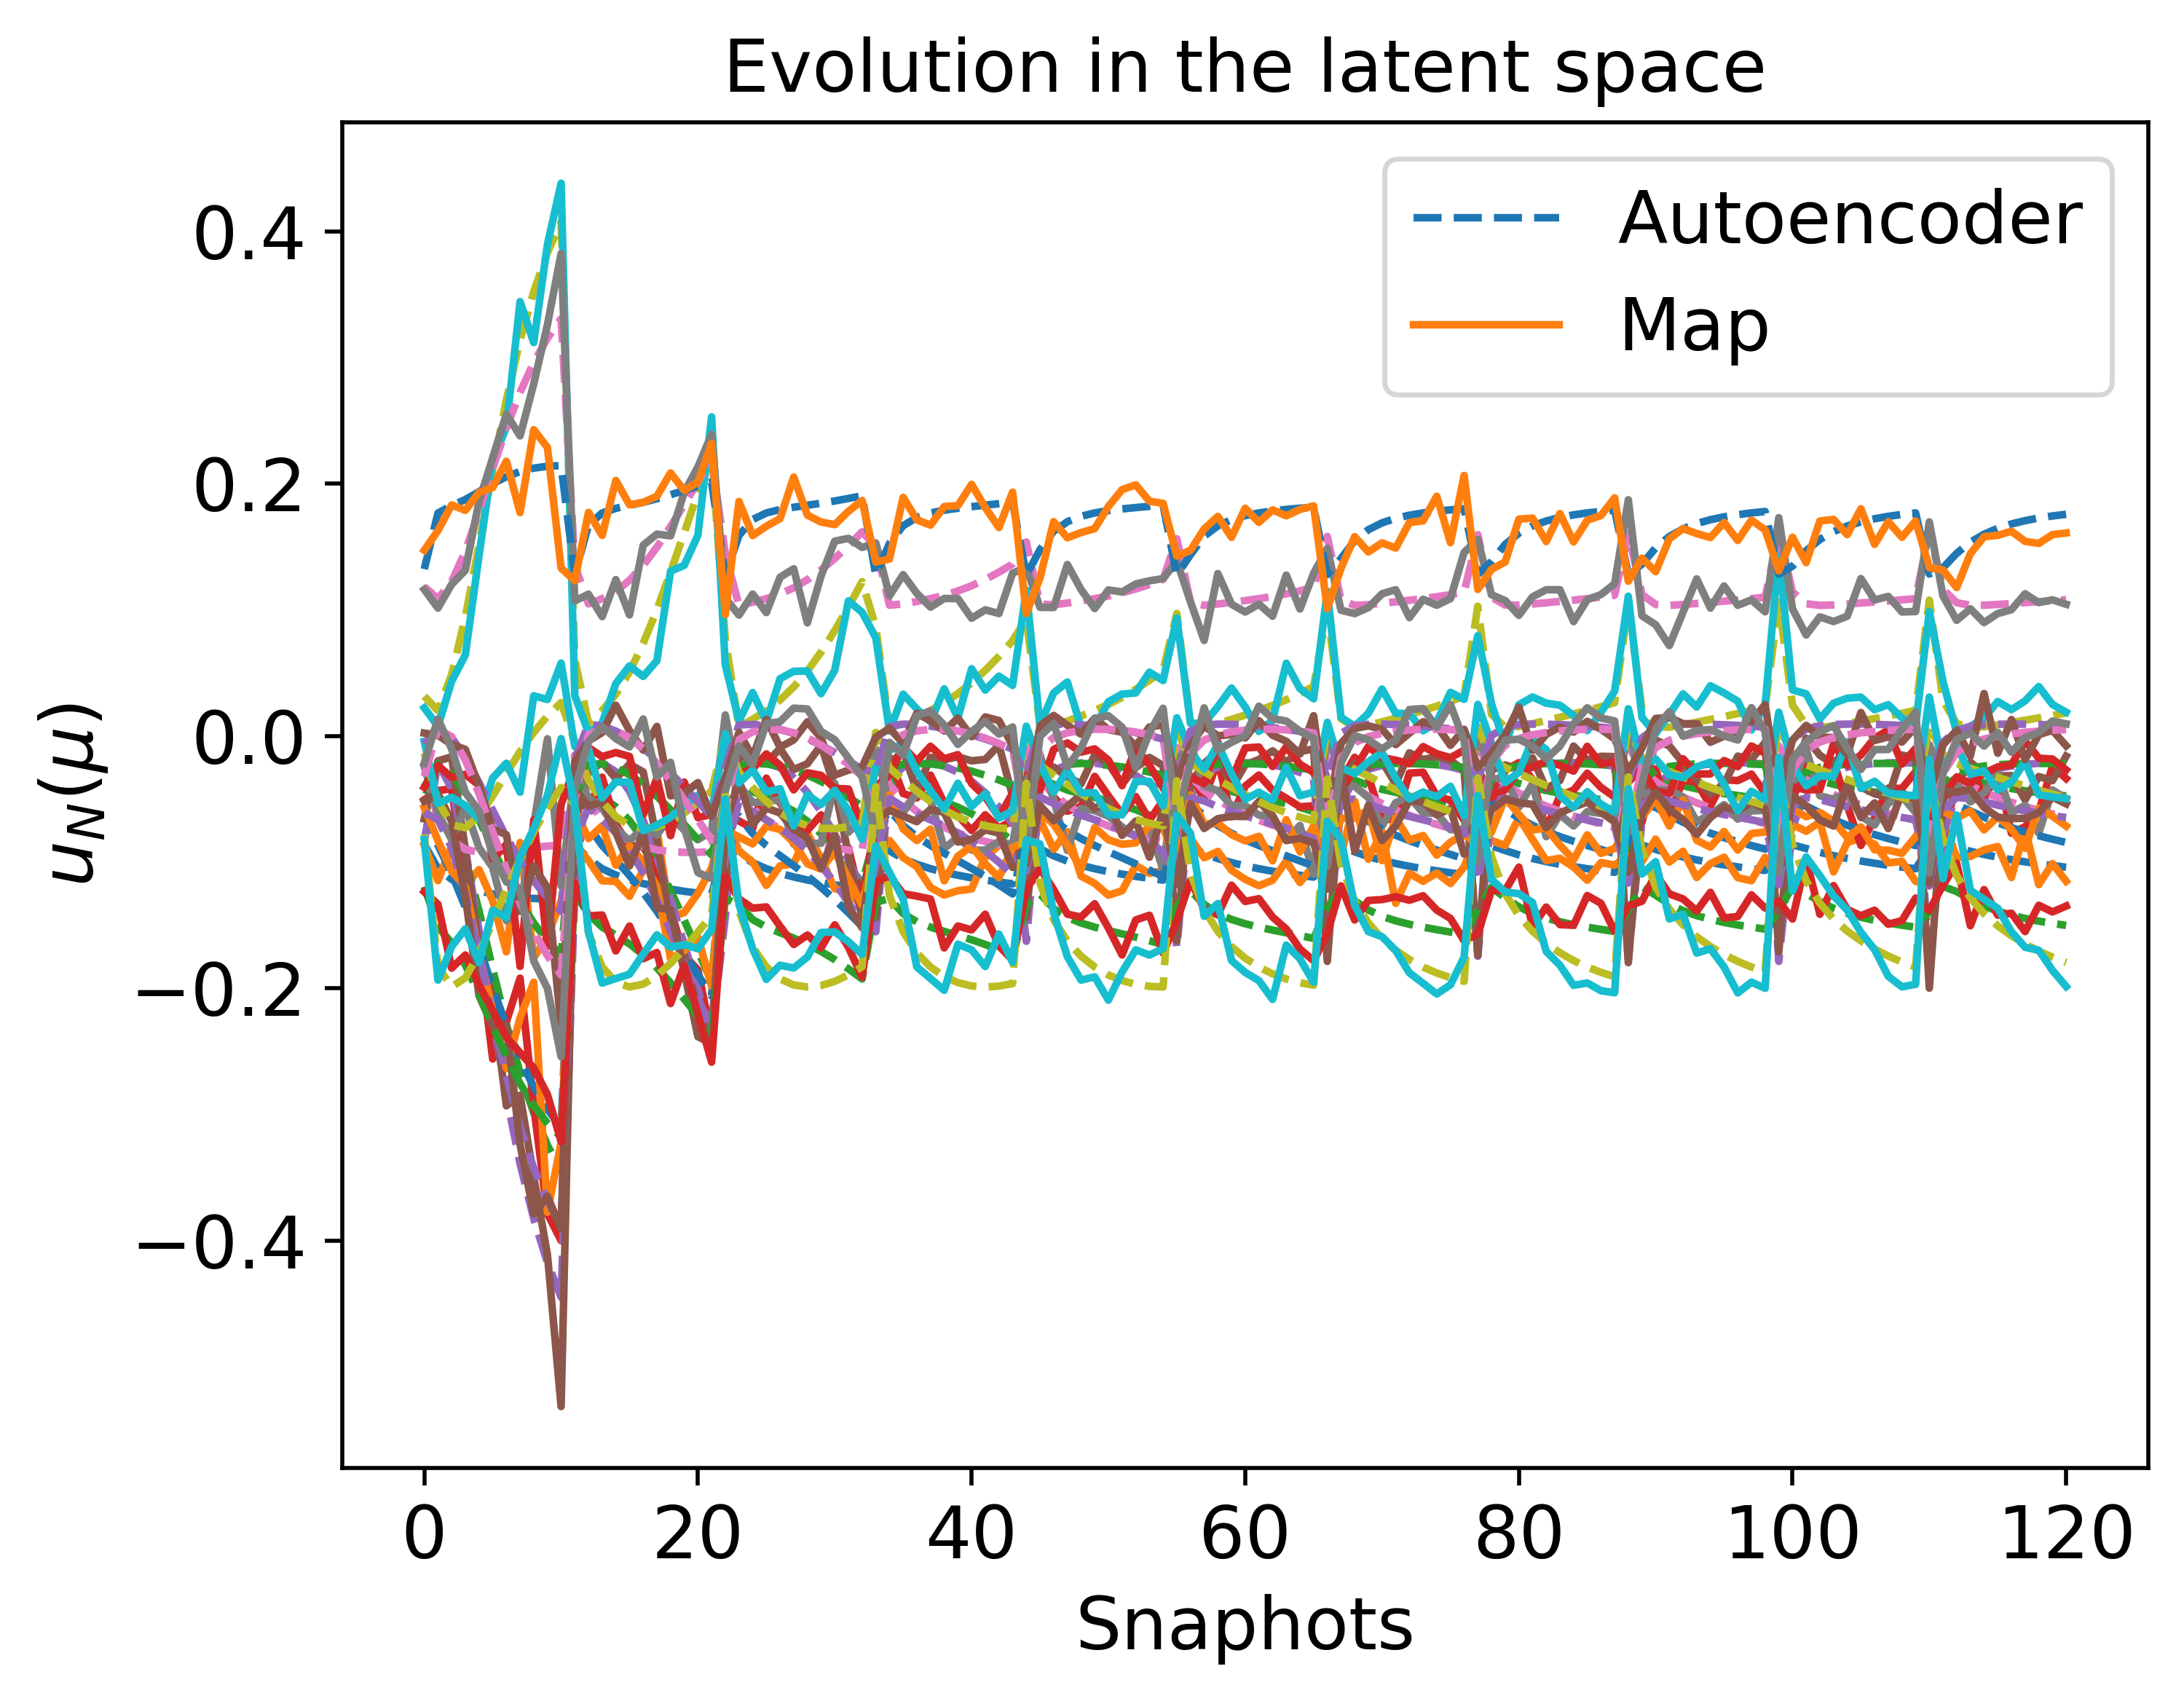 Evolution in the latent space
Autoencoder
Map
0.4
0.2
0.0
−0.2
−0.4
u_N(μ)
0 20 40 60 80 100 120
Snaphots